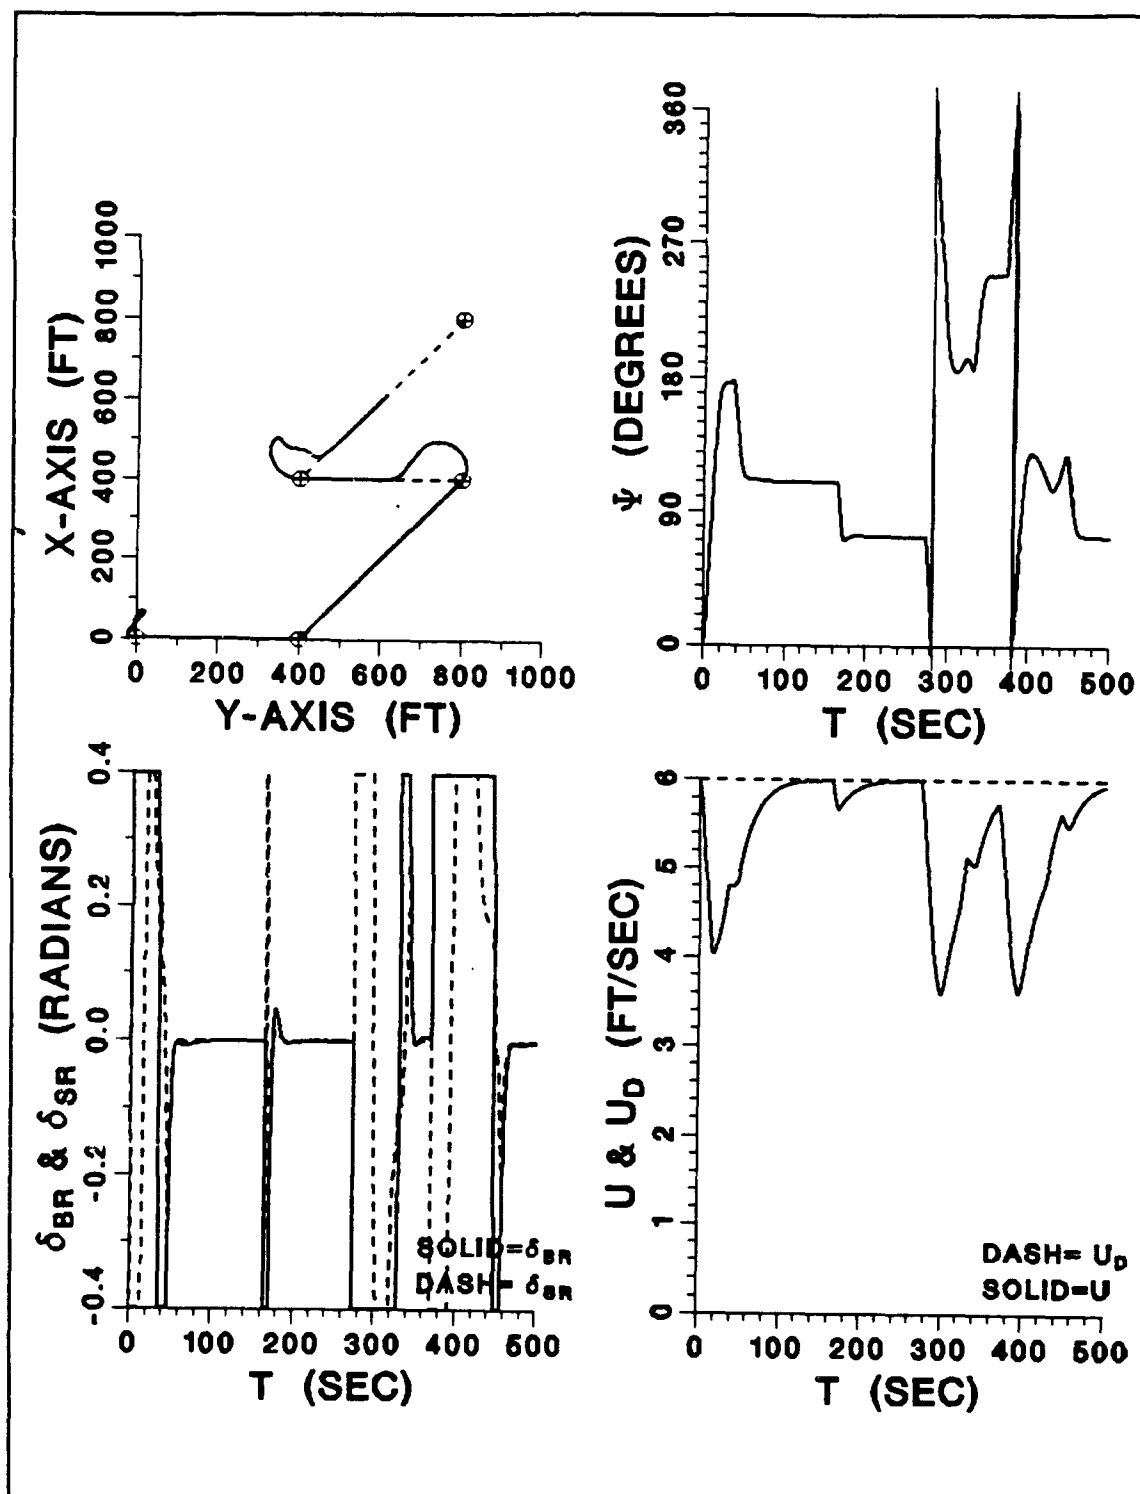 X-AXIS (FT)
1000
800
600
400
200
0
0 200 400 600 800 1000
Y-AXIS (FT)
Ψ (DEGREES)
360
270
180
90
0
0 100 200 300 400 500
T (SEC)
δBR & δSR (RADIANS)
0.4
0.2
0.0
-0.2
-0.4
SOLID=δBR
DASH=δSR
0 100 200 300 400 500
T (SEC)
U & UD (FT/SEC)
6
5
4
3
2
1
0
DASH= UD
SOLID=U
0 100 200 300 400 500
T (SEC)